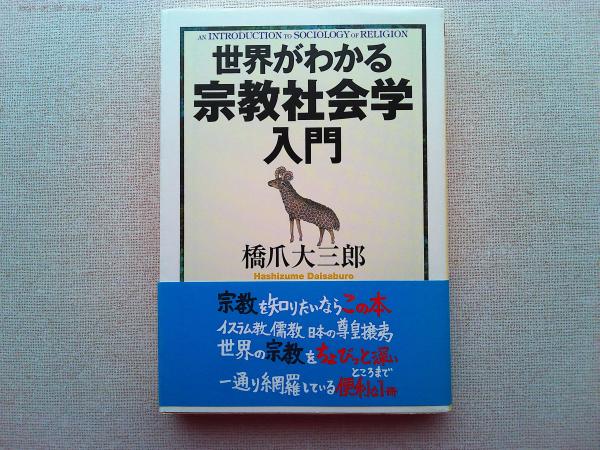 AN INTRODUCTION TO SOCIOLOGY OF RELIGION
世界がわかる
宗教社会学
入門
橋爪大三郎
Hashizume Daisaburo
宗教を知りたいならこの本
イスラム教、儒教、日本の尊皇攘夷
世界の宗教をちょびっと深い
ところまで
一通り網羅している便利な1冊